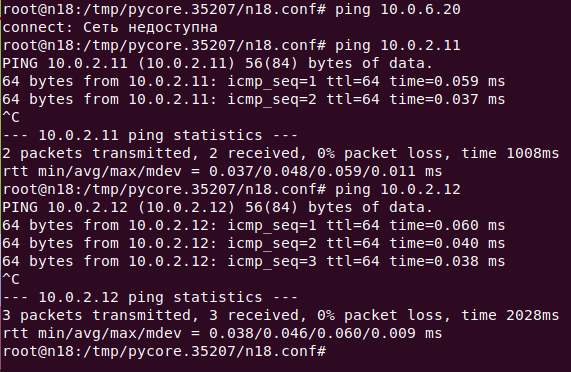 root@n18:/tmp/pycore.35207/n18.conf# ping 10.0.6.20
connect: Сеть недоступна
root@n18:/tmp/pycore.35207/n18.conf# ping 10.0.2.11
PING 10.0.2.11 (10.0.2.11) 56(84) bytes of data.
64 bytes from 10.0.2.11: icmp_seq=1 ttl=64 time=0.059 ms
64 bytes from 10.0.2.11: icmp_seq=2 ttl=64 time=0.037 ms
^C
--- 10.0.2.11 ping statistics ---
2 packets transmitted, 2 received, 0% packet loss, time 1008ms
rtt min/avg/max/mdev = 0.037/0.048/0.059/0.011 ms
root@n18:/tmp/pycore.35207/n18.conf# ping 10.0.2.12
PING 10.0.2.12 (10.0.2.12) 56(84) bytes of data.
64 bytes from 10.0.2.12: icmp_seq=1 ttl=64 time=0.060 ms
64 bytes from 10.0.2.12: icmp_seq=2 ttl=64 time=0.040 ms
64 bytes from 10.0.2.12: icmp_seq=3 ttl=64 time=0.038 ms
^C
--- 10.0.2.12 ping statistics ---
3 packets transmitted, 3 received, 0% packet loss, time 2028ms
rtt min/avg/max/mdev = 0.038/0.046/0.060/0.009 ms
root@n18:/tmp/pycore.35207/n18.conf#